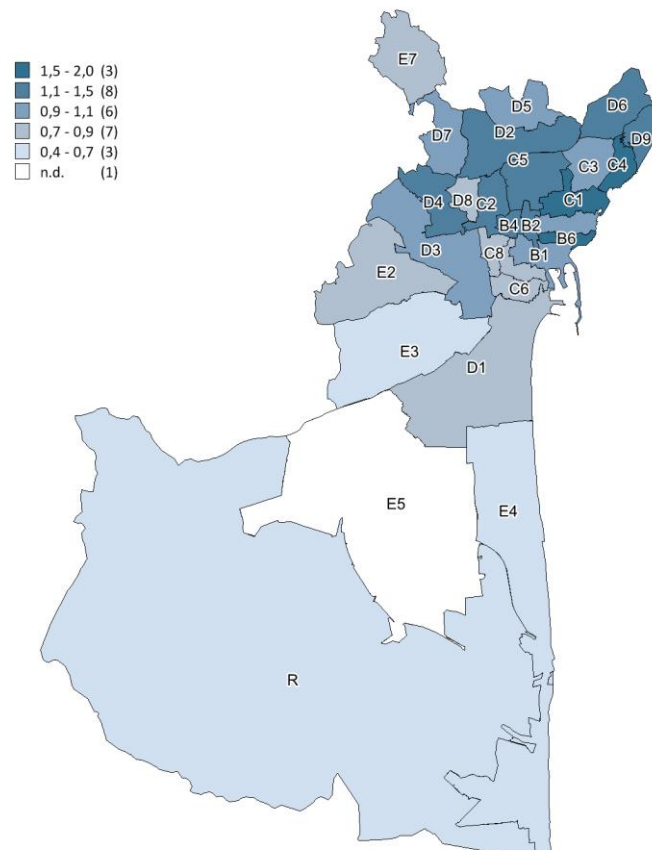 1,5 - 2,0 (3)
1,1 - 1,5 (8)
0,9 - 1,1 (6)
0,7 - 0,9 (7)
0,4 - 0,7 (3)
n.d. (1)
E7
D5
D6
D7
D2
D9
C5
C3
C4
D8
D4
C2
C1
B4
B2
B6
D3
C8
B1
E2
C6
E3
D1
E5
E4
R